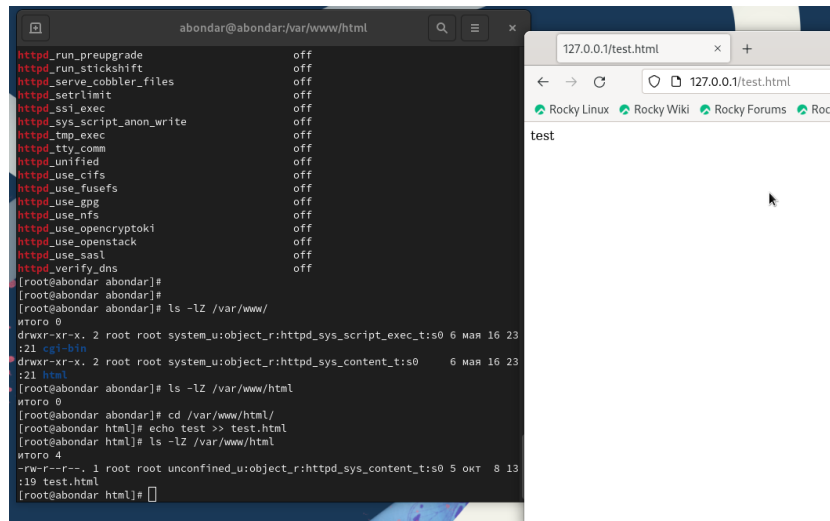 abondar@abondar:/var/www/html
httpd_run_preupgrade off
httpd_run_stickshift off
httpd_serve_cobbler_files off
httpd_setrlimit off
httpd_ssi_exec off
httpd_sys_script_anon_write off
httpd_tmp_exec off
httpd_tty_comm off
httpd_unified off
httpd_use_cifs off
httpd_use_fusefs off
httpd_use_gpg off
httpd_use_nfs off
httpd_use_opencryptoki off
httpd_use_openstack off
httpd_use_sasl off
httpd_verify_dns off
[root@abondar abondar]#
[root@abondar abondar]#
[root@abondar abondar]# ls -lZ /var/www/
итого 0
drwxr-xr-x. 2 root root system_u:object_r:httpd_sys_script_exec_t:s0 6 мая 16 23
:21 cgi-bin
drwxr-xr-x. 2 root root system_u:object_r:httpd_sys_content_t:s0 6 мая 16 23
:21 html
[root@abondar abondar]# ls -lZ /var/www/html
итого 0
[root@abondar abondar]# cd /var/www/html/
[root@abondar html]# echo test >> test.html
[root@abondar html]# ls -lZ /var/www/html
итого 4
-rw-r--r--. 1 root root unconfined_u:object_r:httpd_sys_content_t:s0 5 окт 8 13
:19 test.html
[root@abondar html]#
127.0.0.1/test.html
127.0.0.1/test.html
Rocky Linux Rocky Wiki Rocky Forums Roc
test